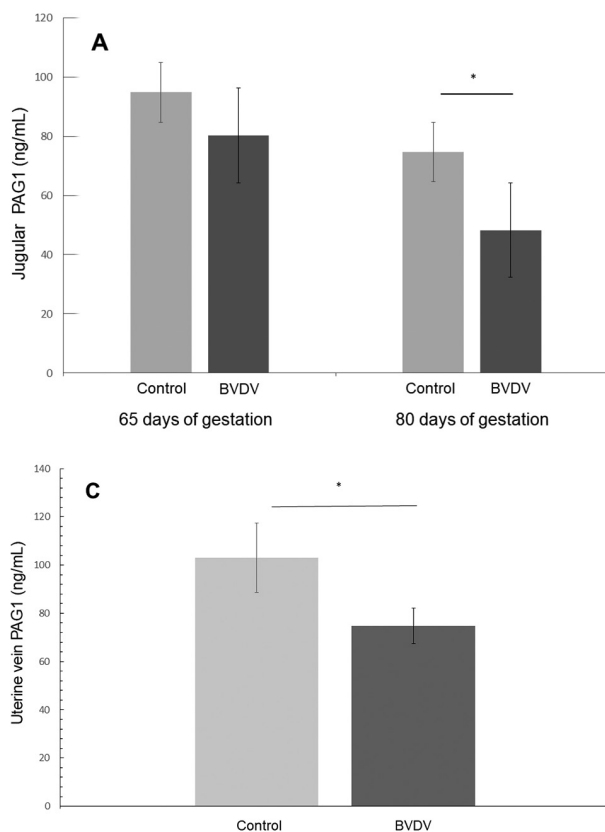 A
Jugular PAG1 (ng/mL)
120
100
80
60
40
20
0
*
Control BVDV Control BVDV
65 days of gestation 80 days of gestation
C
Uterine vein PAG1 (ng/mL)
140
120
100
80
60
40
20
0
*
Control BVDV